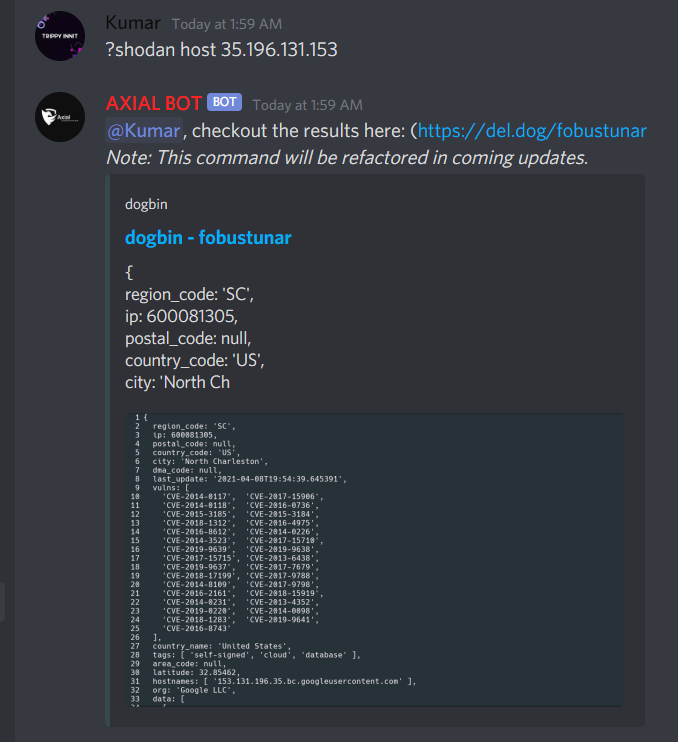 TRIPPY INNIT
Kumar Today at 1:59 AM
?shodan host 35.196.131.153
Axial
AXIAL BOT BOT Today at 1:59 AM
@Kumar, checkout the results here: (https://del.dog/fobustunar
Note: This command will be refactored in coming updates.
dogbin
dogbin - fobustunar
{
region_code: 'SC',
ip: 600081305,
postal_code: null,
country_code: 'US',
city: 'North Ch
1 {
2 region_code: 'SC',
3 ip: 600081305,
4 postal_code: null,
5 country_code: 'US',
6 city: 'North Charleston',
7 dma_code: null,
8 last_update: '2021-04-08T19:54:39.645391',
9 vulns: [
10 'CVE-2014-0117', 'CVE-2017-15906',
11 'CVE-2014-0118', 'CVE-2016-0736',
12 'CVE-2015-3185', 'CVE-2015-3184',
13 'CVE-2018-1312', 'CVE-2016-4975',
14 'CVE-2016-8612', 'CVE-2014-0226',
15 'CVE-2014-3523', 'CVE-2017-15710',
16 'CVE-2019-9639', 'CVE-2019-9638',
17 'CVE-2017-15715', 'CVE-2013-6438',
18 'CVE-2019-9637', 'CVE-2017-7679',
19 'CVE-2018-17199', 'CVE-2017-9788',
20 'CVE-2014-8109', 'CVE-2017-9798',
21 'CVE-2016-2161', 'CVE-2018-15919',
22 'CVE-2014-0231', 'CVE-2013-4352',
23 'CVE-2019-0220', 'CVE-2014-0098',
24 'CVE-2018-1283', 'CVE-2019-9641',
25 'CVE-2016-8743'
26 ],
27 country_name: 'United States',
28 tags: [ 'self-signed', 'cloud', 'database' ],
29 area_code: null,
30 latitude: 32.85462,
31 hostnames: [ '153.131.196.35.bc.googleusercontent.com' ],
32 org: 'Google LLC',
33 data: [